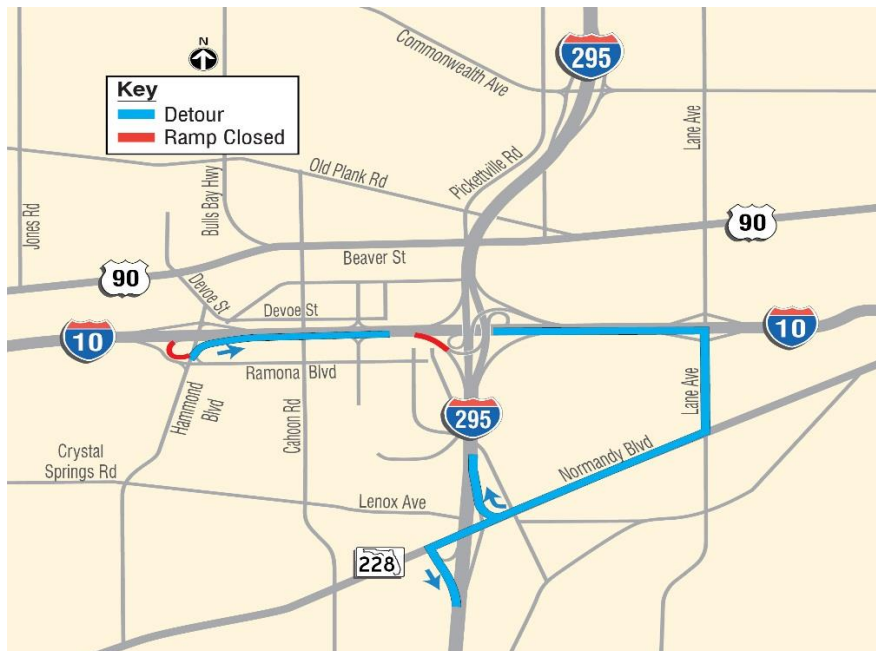 N
Key
Detour
Ramp Closed
Commonwealth Ave
295
Lane Ave
Pickettville Rd
Old Plank Rd
Bulls Bay Hwy
Jones Rd
90
Beaver St
90
Devoe St
Devoe St
10
10
Ramona Blvd
Hammond
Blvd
Cahoon Rd
295
Lane Ave
Normandy Blvd
Crystal
Springs Rd
Lenox Ave
228